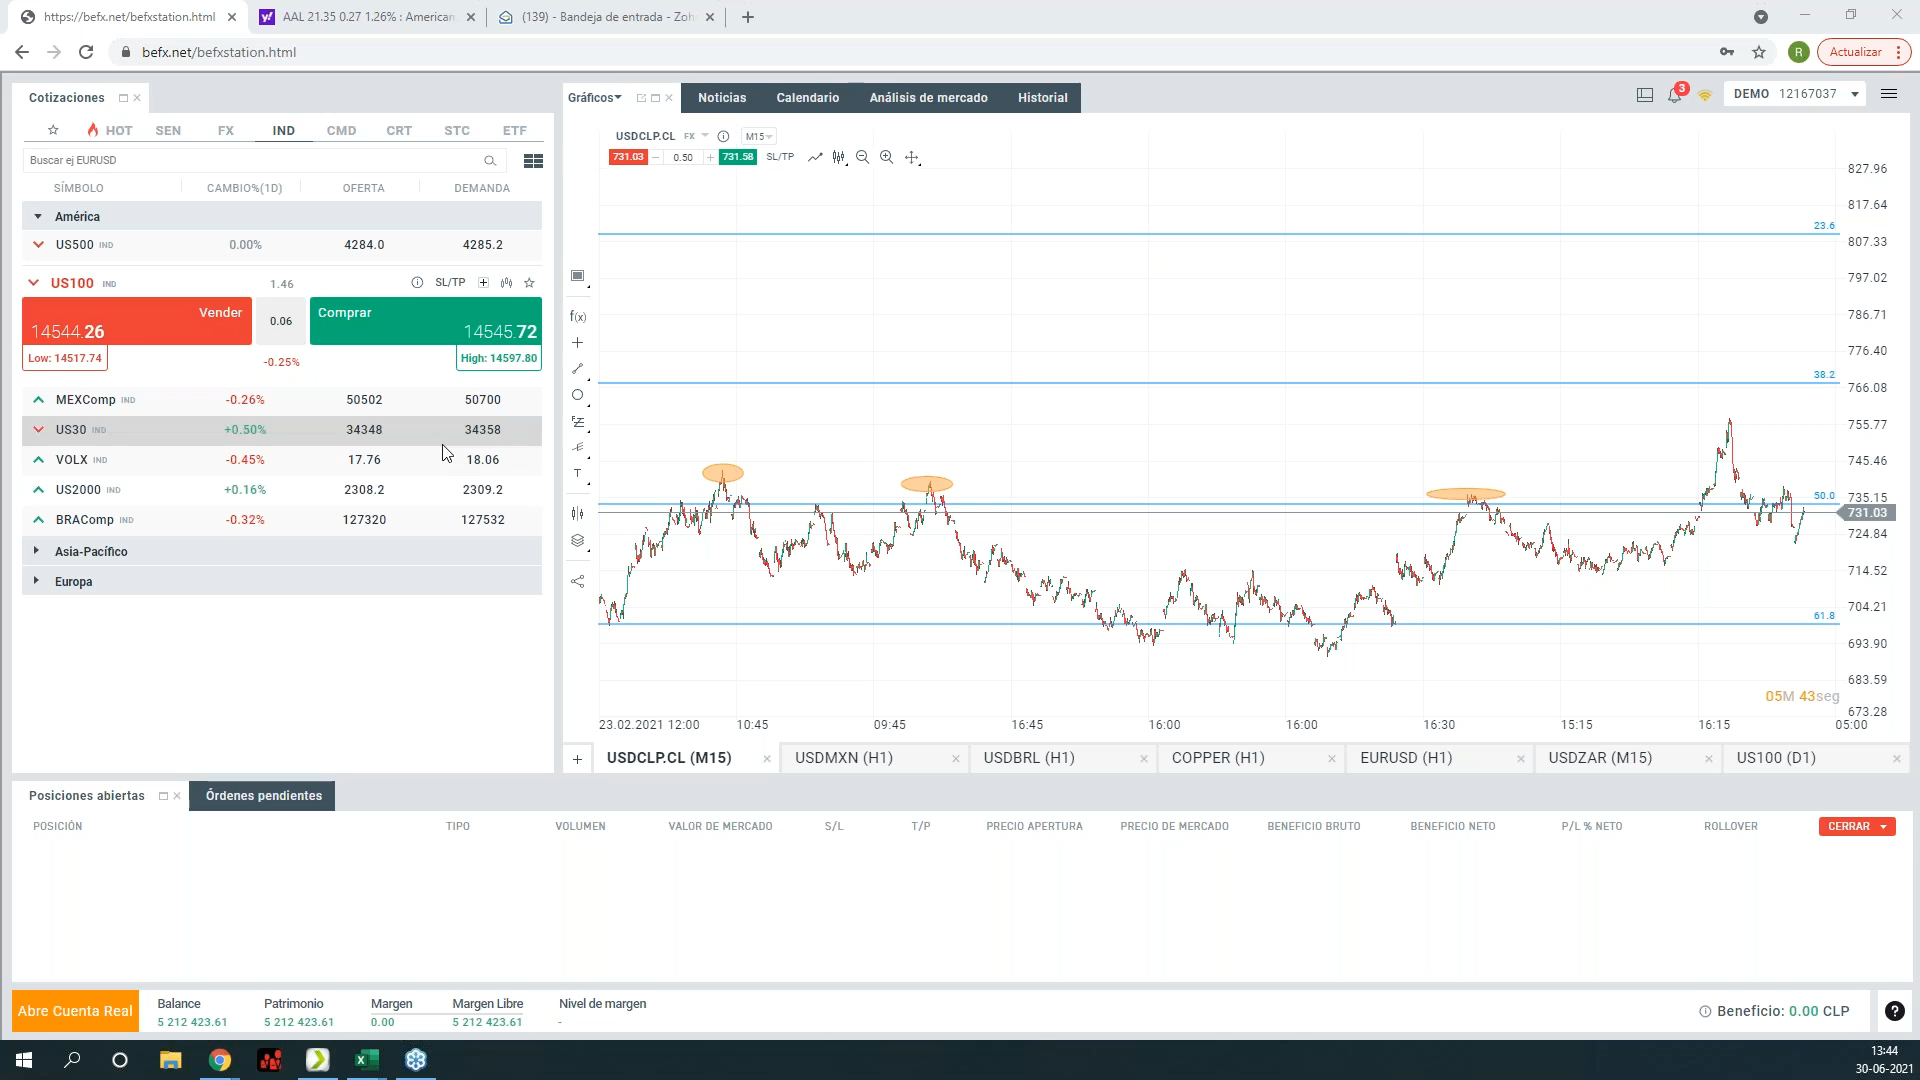 https://befx.net/befxstation.html
AAL 21.35 0.27 1.26% : American
(139) - Bandeja de entrada - Zoh
befx.net/befxstation.html
R
Actualizar
Cotizaciones
Gráficos
Noticias
Calendario
Análisis de mercado
Historial
3
DEMO 12167037
HOT SEN FX IND CMD CRT STC ETF
Buscar ej EURUSD
SÍMBOLO CAMBIO%(1D) OFERTA DEMANDA
América
US500 IND 0.00% 4284.0 4285.2
US100 IND 1.46 SL/TP
Vender
14544.26
0.06
Comprar
14545.72
Low: 14517.74
-0.25%
High: 14597.80
MEXComp IND -0.26% 50502 50700
US30 IND +0.50% 34348 34358
VOLX IND -0.45% 17.76 18.06
US2000 IND +0.16% 2308.2 2309.2
BRAComp IND -0.32% 127320 127532
Asia-Pacífico
Europa
USDCLP.CL FX M15
731.03 0.50 731.58 SL/TP
f(x)
T
827.96
817.64
807.33
797.02
786.71
776.40
766.08
755.77
745.46
735.15
731.03
724.84
714.52
704.21
693.90
683.59
673.28
23.6
38.2
50.0
61.8
05M 43seg
23.02.2021 12:00 10:45 09:45 16:45 16:00 16:00 16:30 15:15 16:15 05:00
USDCLP.CL (M15)
USDMXN (H1)
USDBRL (H1)
COPPER (H1)
EURUSD (H1)
USDZAR (M15)
US100 (D1)
Posiciones abiertas
Órdenes pendientes
POSICIÓN TIPO VOLUMEN VALOR DE MERCADO S/L T/P PRECIO APERTURA PRECIO DE MERCADO BENEFICIO BRUTO BENEFICIO NETO P/L % NETO ROLLOVER CERRAR
Abre Cuenta Real
Balance
5 212 423.61
Patrimonio
5 212 423.61
Margen
0.00
Margen Libre
5 212 423.61
Nivel de margen
-
Beneficio: 0.00 CLP
?
13:44
30-06-2021